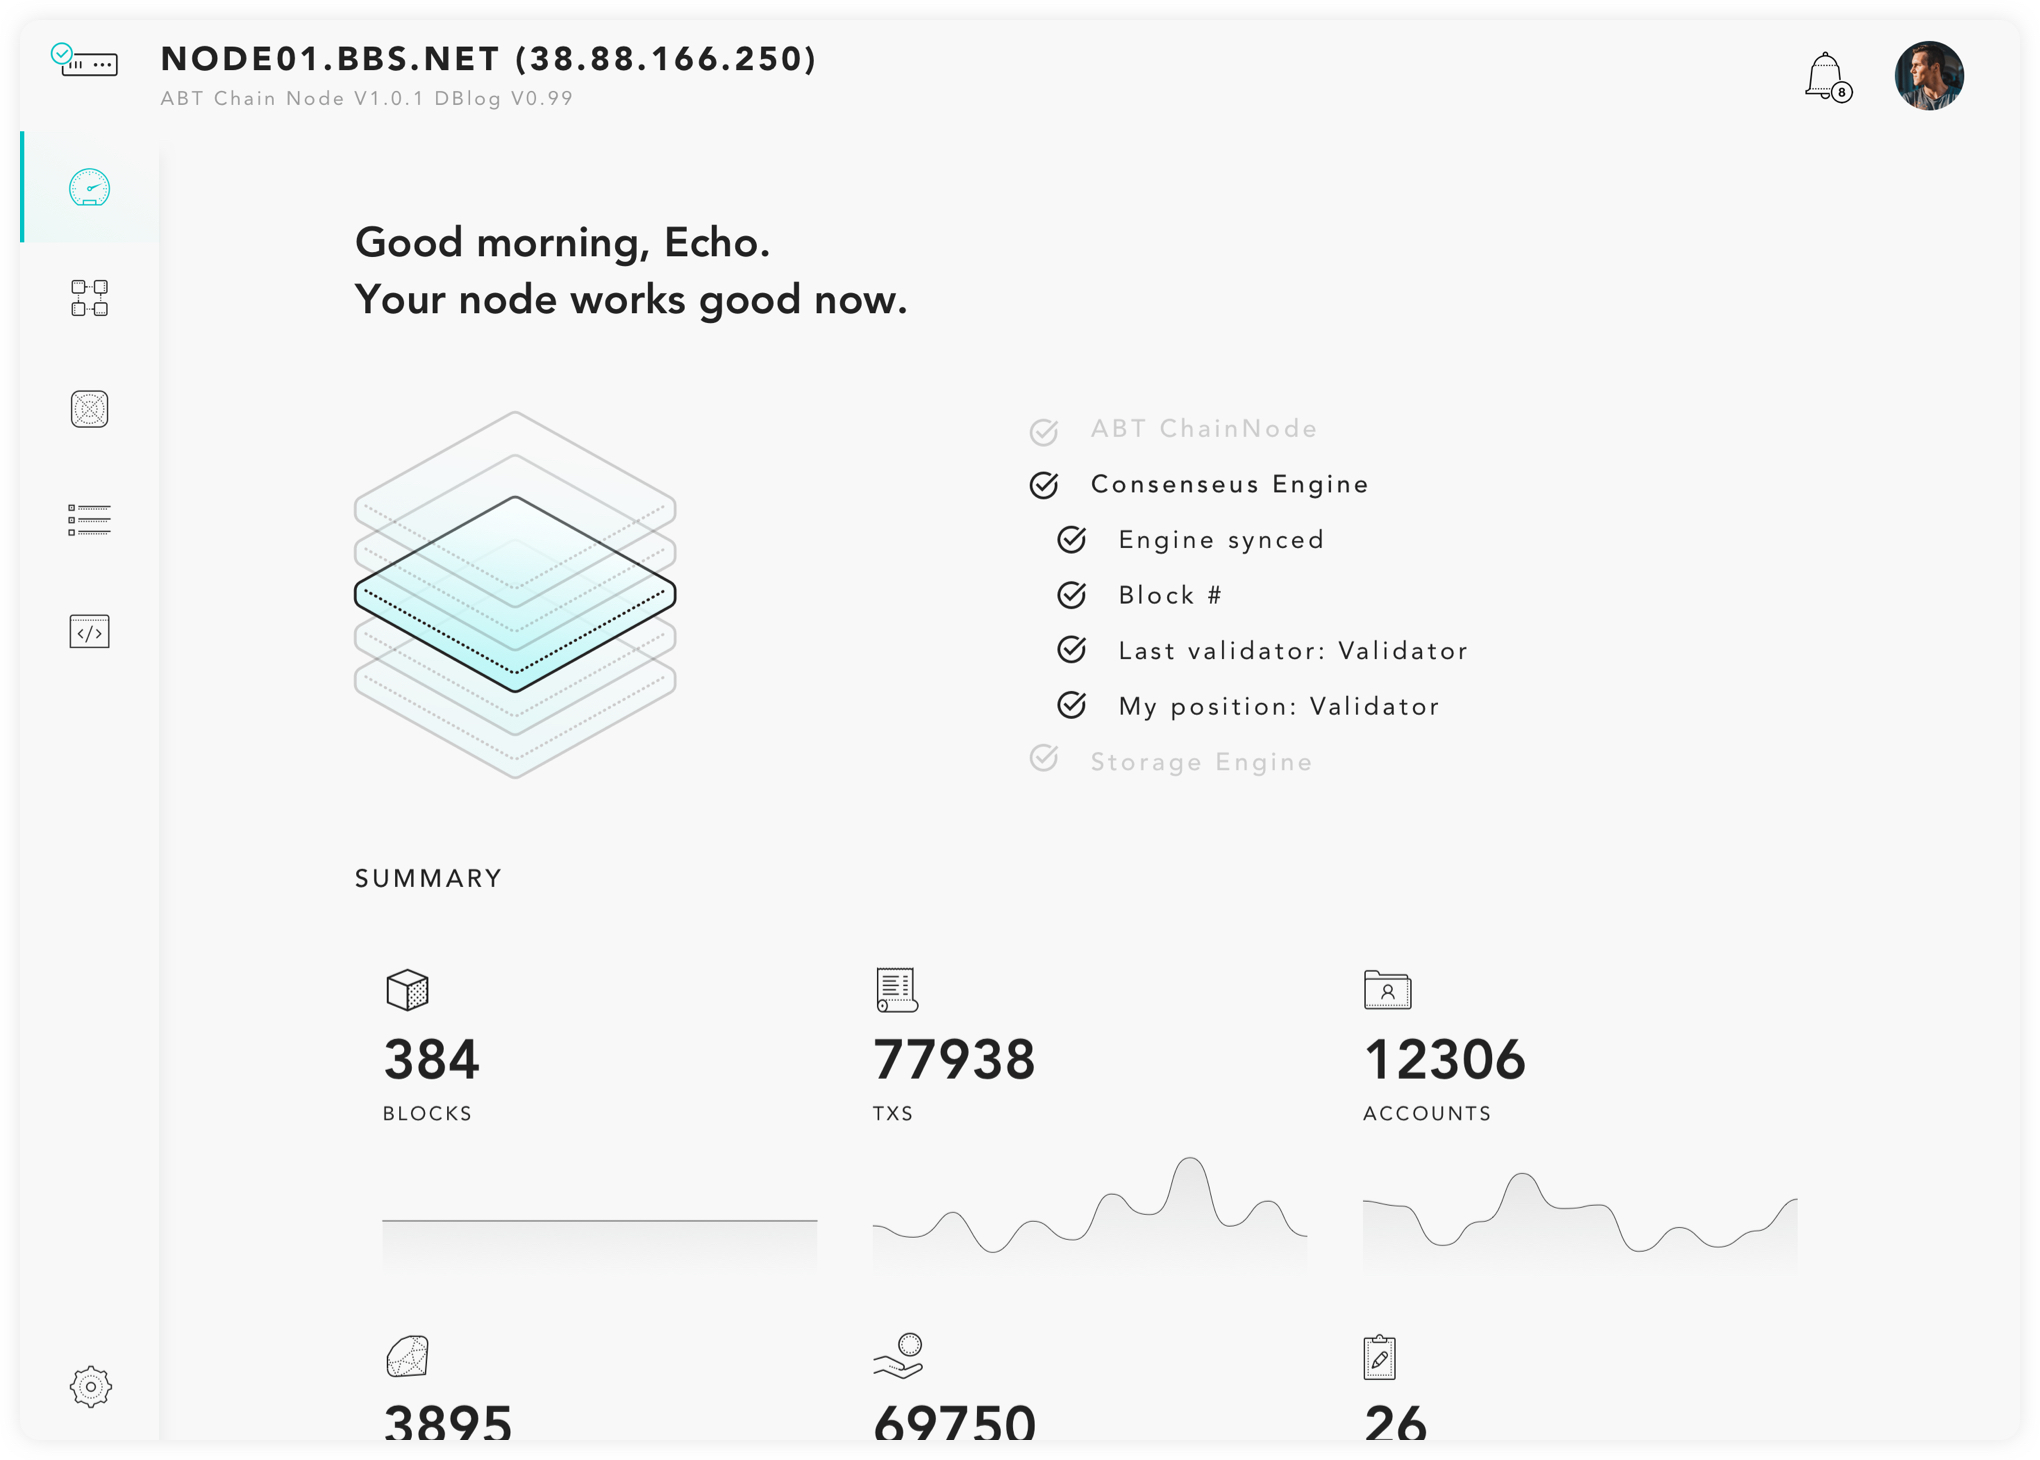 NODE01.BBS.NET (38.88.166.250)
ABT Chain Node V1.0.1 DBlog V0.99
8
Good morning, Echo.
Your node works good now.
ABT ChainNode
Consenseus Engine
Engine synced
Block #
Last validator: Validator
My position: Validator
Storage Engine
SUMMARY
384
BLOCKS
77938
TXS
12306
ACCOUNTS
3895
69750
26